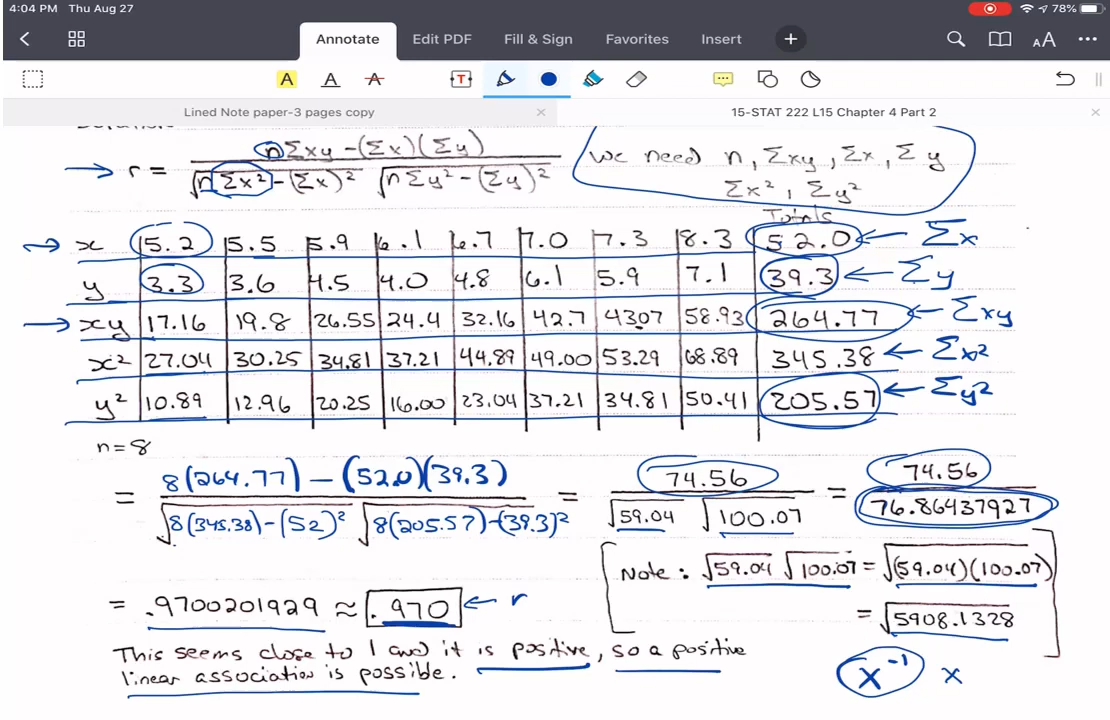 4:04 PM Thu Aug 27 78%
Annotate Edit PDF Fill & Sign Favorites Insert + AA
A A A T
Lined Note paper-3 pages copy × 15-STAT 222 L15 Chapter 4 Part 2 ×
→ r = (nΣxy - (Σx)(Σy)) / (√(nΣx² - (Σx)²) √(nΣy² - (Σy)²))
we need n, Σxy, Σx, Σy
Σx², Σy²
Totals
→ x 5.2 5.5 5.9 6.1 6.7 7.0 7.3 8.3 52.0 ← Σx
y 3.3 3.6 4.5 4.0 4.8 6.1 5.9 7.1 39.3 ← Σy
→ xy 17.16 19.8 26.55 24.4 32.16 42.7 43.07 58.93 264.77 ← Σxy
x² 27.04 30.25 34.81 37.21 44.89 49.00 53.29 68.89 345.38 ← Σx²
y² 10.89 12.96 20.25 16.00 23.04 37.21 34.81 50.41 205.57 ← Σy²
n=8
= (8(264.77) - (52.0)(39.3)) / (√(8(345.38)-(52)²) √(8(205.57)-(39.3)²)) = 74.56 / (√59.04 √100.07) = 74.56 / 76.86437927
[Note: √59.04 √100.07 = √(59.04)(100.07)
= √5908.1328]
= .9700201929 ≈ .970 ← r
This seems close to 1 and it is positive, so a positive
linear association is possible.
x⁻¹ x